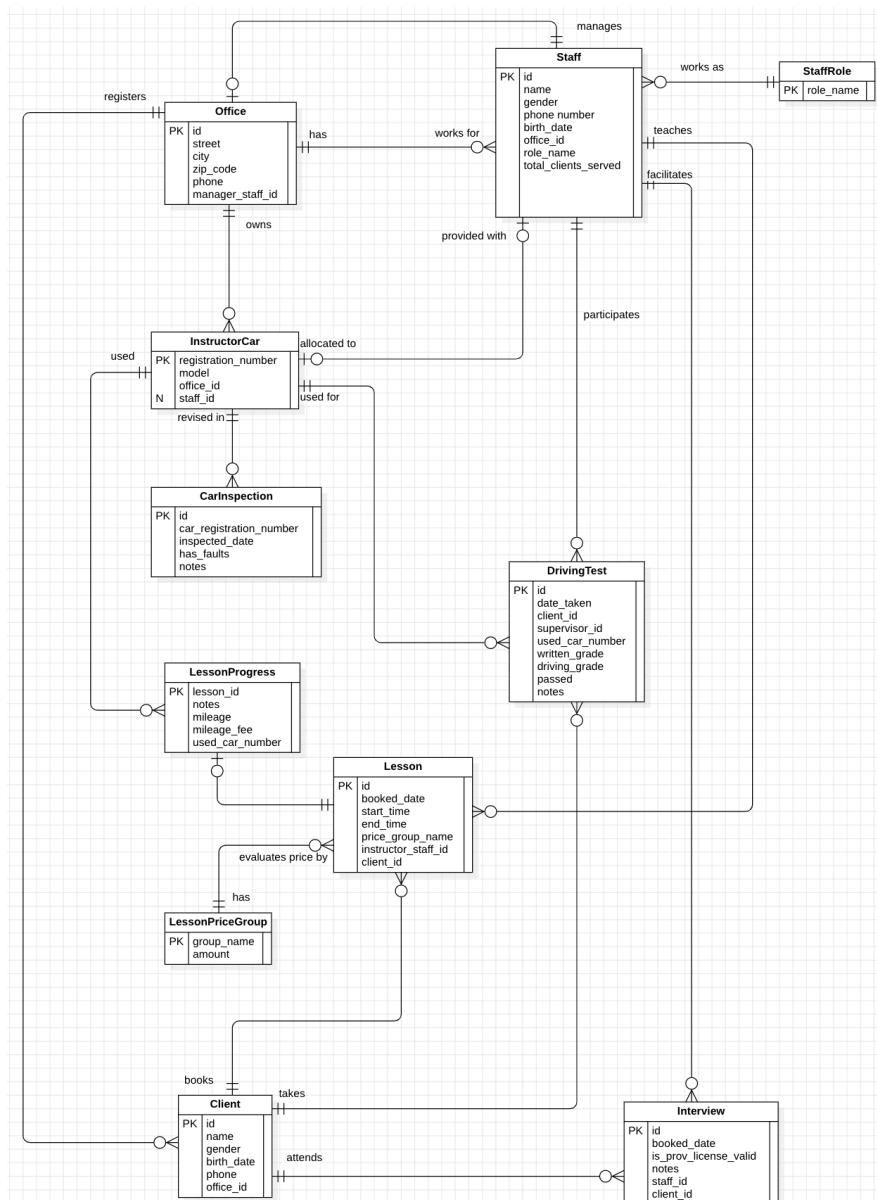 manages
Staff
PK id
name
gender
phone number
birth_date
office_id
role_name
total_clients_served
works as
StaffRole
PK role_name
registers
Office
PK id
street
city
zip_code
phone
manager_staff_id
has
works for
teaches
facilitates
owns
provided with
participates
InstructorCar
PK registration_number
model
office_id
N staff_id
allocated to
used
used for
revised in
CarInspection
PK id
car_registration_number
inspected_date
has_faults
notes
DrivingTest
PK id
date_taken
client_id
supervisor_id
used_car_number
written_grade
driving_grade
passed
notes
LessonProgress
PK lesson_id
notes
mileage
mileage_fee
used_car_number
Lesson
PK id
booked_date
start_time
end_time
price_group_name
instructor_staff_id
client_id
evaluates price by
has
LessonPriceGroup
PK group_name
amount
books
takes
Client
PK id
name
gender
birth_date
phone
office_id
attends
Interview
PK id
booked_date
is_prov_license_valid
notes
staff_id
client_id